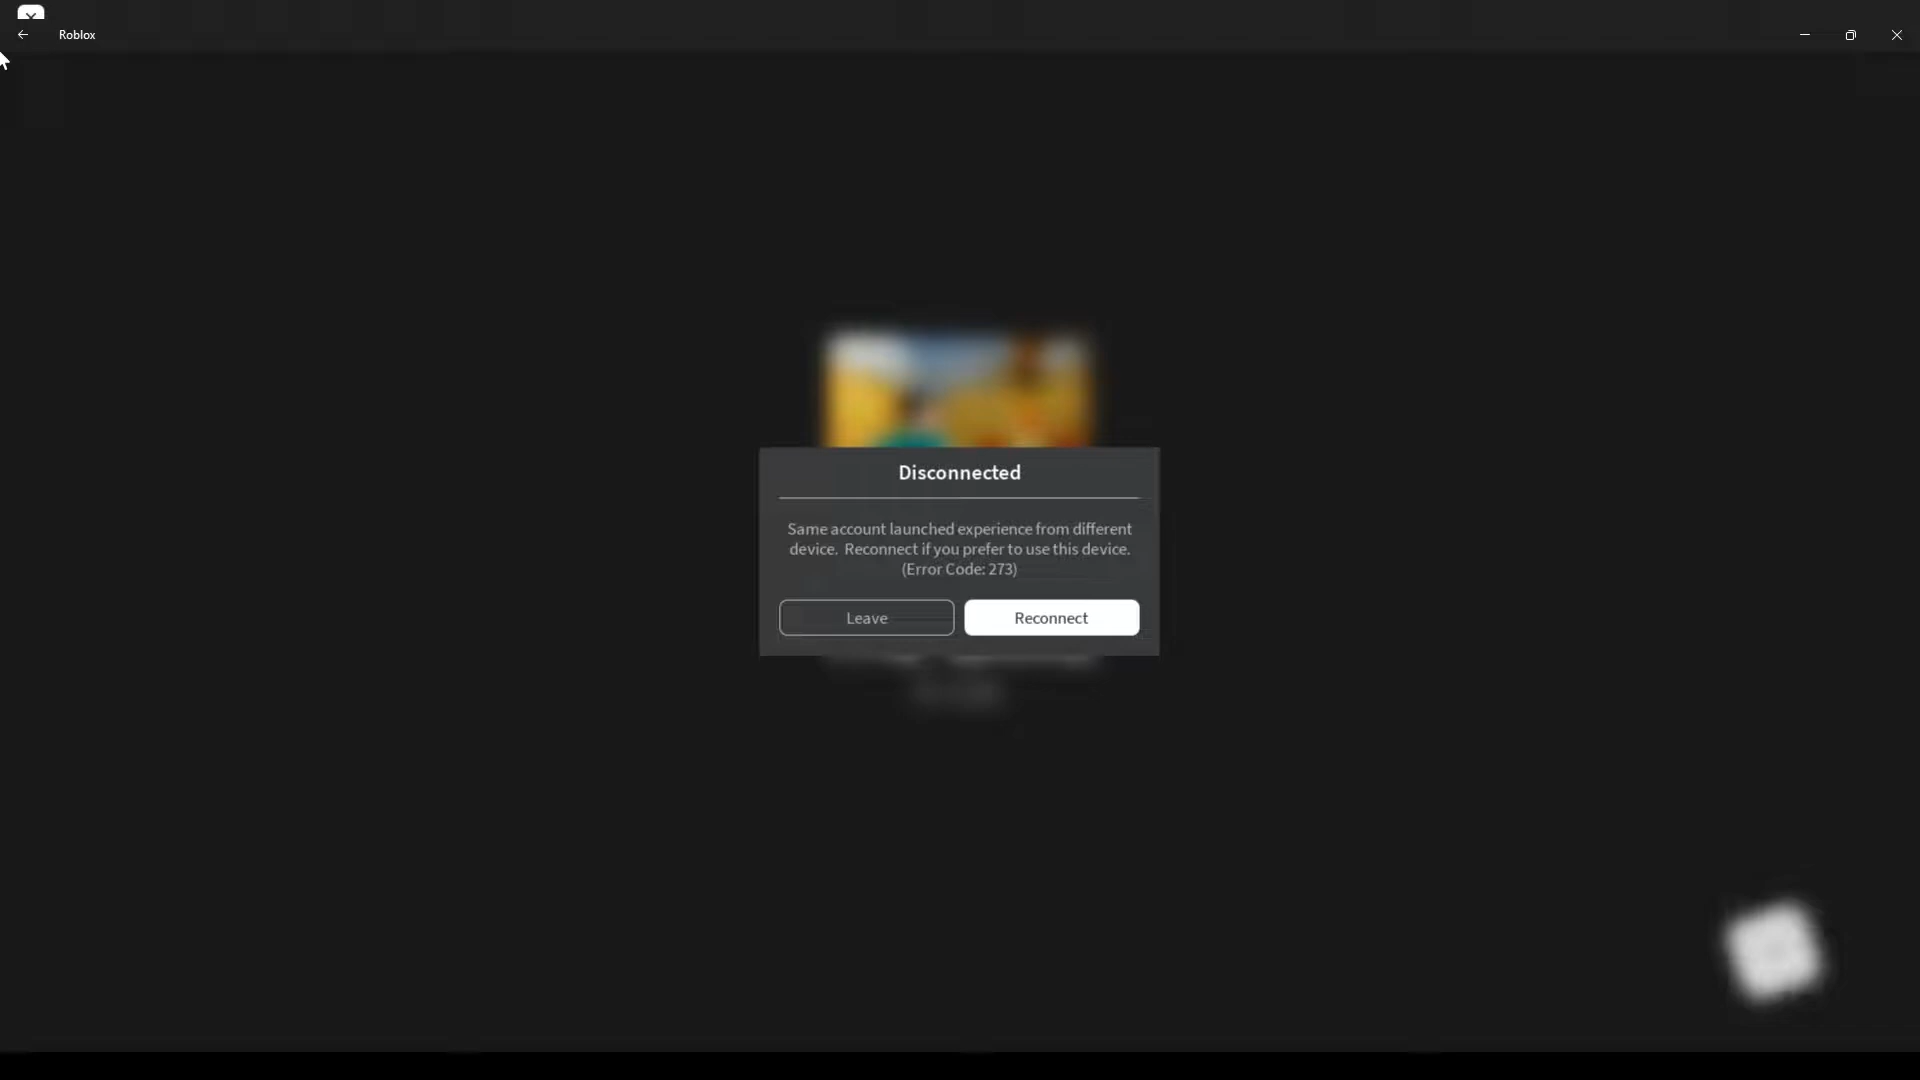 Roblox
Disconnected
Same account launched experience from different
device. Reconnect if you prefer to use this device.
(Error Code: 273)
Leave
Reconnect